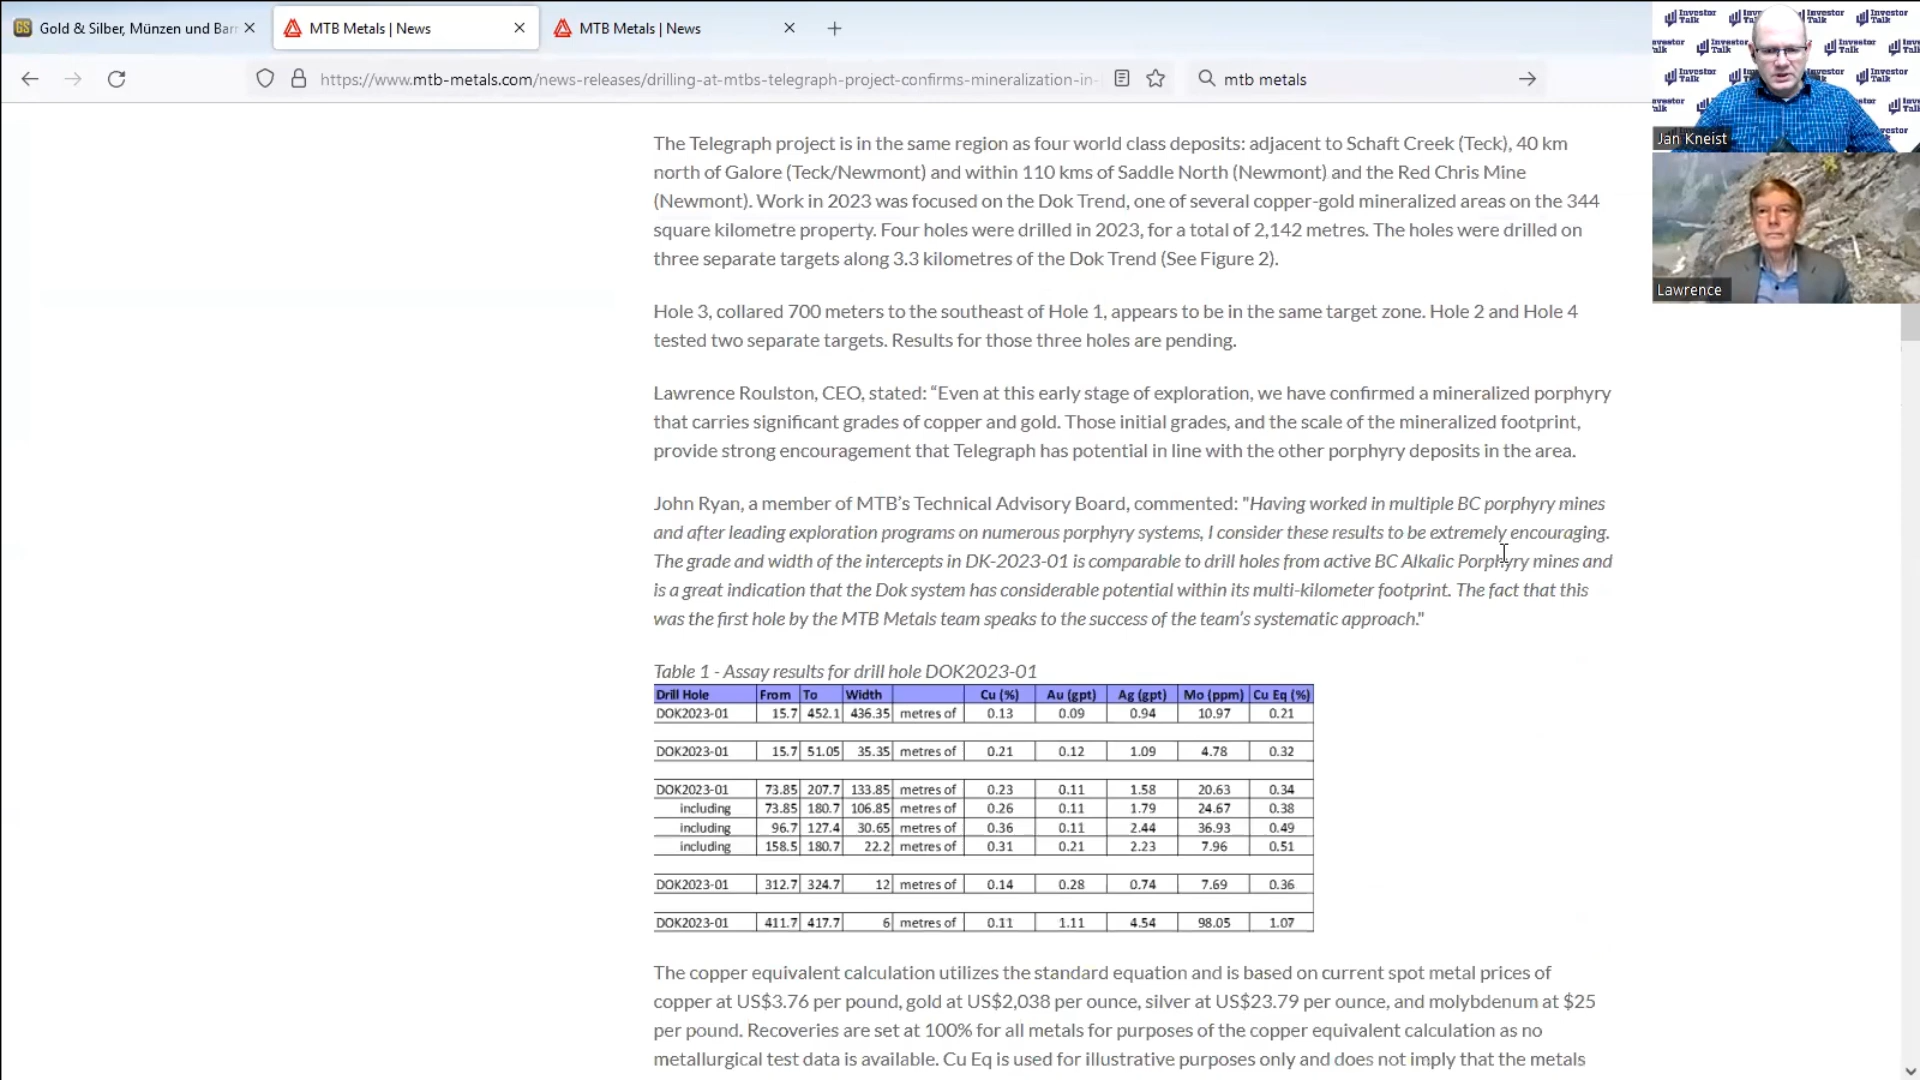 Gold & Silber, Münzen und Barr
MTB Metals | News
MTB Metals | News
https://www.mtb-metals.com/news-releases/drilling-at-mtbs-telegraph-project-confirms-mineralization-in-
mtb metals
Investor Talk
Jan Kneist
Lawrence
The Telegraph project is in the same region as four world class deposits: adjacent to Schaft Creek (Teck), 40 km
north of Galore (Teck/Newmont) and within 110 kms of Saddle North (Newmont) and the Red Chris Mine
(Newmont). Work in 2023 was focused on the Dok Trend, one of several copper-gold mineralized areas on the 344
square kilometre property. Four holes were drilled in 2023, for a total of 2,142 metres. The holes were drilled on
three separate targets along 3.3 kilometres of the Dok Trend (See Figure 2).
Hole 3, collared 700 meters to the southeast of Hole 1, appears to be in the same target zone. Hole 2 and Hole 4
tested two separate targets. Results for those three holes are pending.
Lawrence Roulston, CEO, stated: “Even at this early stage of exploration, we have confirmed a mineralized porphyry
that carries significant grades of copper and gold. Those initial grades, and the scale of the mineralized footprint,
provide strong encouragement that Telegraph has potential in line with the other porphyry deposits in the area.
John Ryan, a member of MTB’s Technical Advisory Board, commented: "Having worked in multiple BC porphyry mines
and after leading exploration programs on numerous porphyry systems, I consider these results to be extremely encouraging.
The grade and width of the intercepts in DK-2023-01 is comparable to drill holes from active BC Alkalic Porphyry mines and
is a great indication that the Dok system has considerable potential within its multi-kilometer footprint. The fact that this
was the first hole by the MTB Metals team speaks to the success of the team’s systematic approach."
Table 1 - Assay results for drill hole DOK2023-01
Drill Hole From To Width Cu (%) Au (gpt) Ag (gpt) Mo (ppm) Cu Eq (%)
DOK2023-01 15.7 452.1 436.35 metres of 0.13 0.09 0.94 10.97 0.21
DOK2023-01 15.7 51.05 35.35 metres of 0.21 0.12 1.09 4.78 0.32
DOK2023-01 73.85 207.7 133.85 metres of 0.23 0.11 1.58 20.63 0.34
including 73.85 180.7 106.85 metres of 0.26 0.11 1.79 24.67 0.38
including 96.7 127.4 30.65 metres of 0.36 0.11 2.44 36.93 0.49
including 158.5 180.7 22.2 metres of 0.31 0.21 2.23 7.96 0.51
DOK2023-01 312.7 324.7 12 metres of 0.14 0.28 0.74 7.69 0.36
DOK2023-01 411.7 417.7 6 metres of 0.11 1.11 4.54 98.05 1.07
The copper equivalent calculation utilizes the standard equation and is based on current spot metal prices of
copper at US$3.76 per pound, gold at US$2,038 per ounce, silver at US$23.79 per ounce, and molybdenum at $25
per pound. Recoveries are set at 100% for all metals for purposes of the copper equivalent calculation as no
metallurgical test data is available. Cu Eq is used for illustrative purposes only and does not imply that the metals